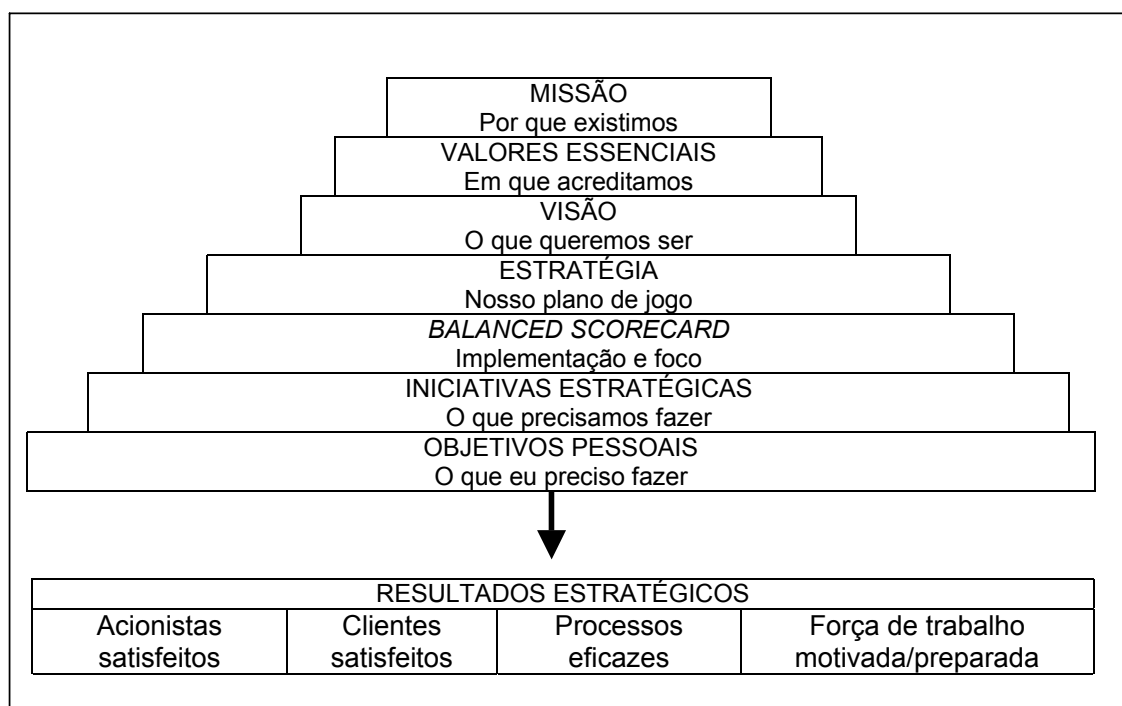 MISSÃO
Por que existimos
VALORES ESSENCIAIS
Em que acreditamos
VISÃO
O que queremos ser
ESTRATÉGIA
Nosso plano de jogo
BALANCED SCORECARD
Implementação e foco
INICIATIVAS ESTRATÉGICAS
O que precisamos fazer
OBJETIVOS PESSOAIS
O que eu preciso fazer
RESULTADOS ESTRATÉGICOS
Acionistas
satisfeitos
Clientes
satisfeitos
Processos
eficazes
Força de trabalho
motivada/preparada